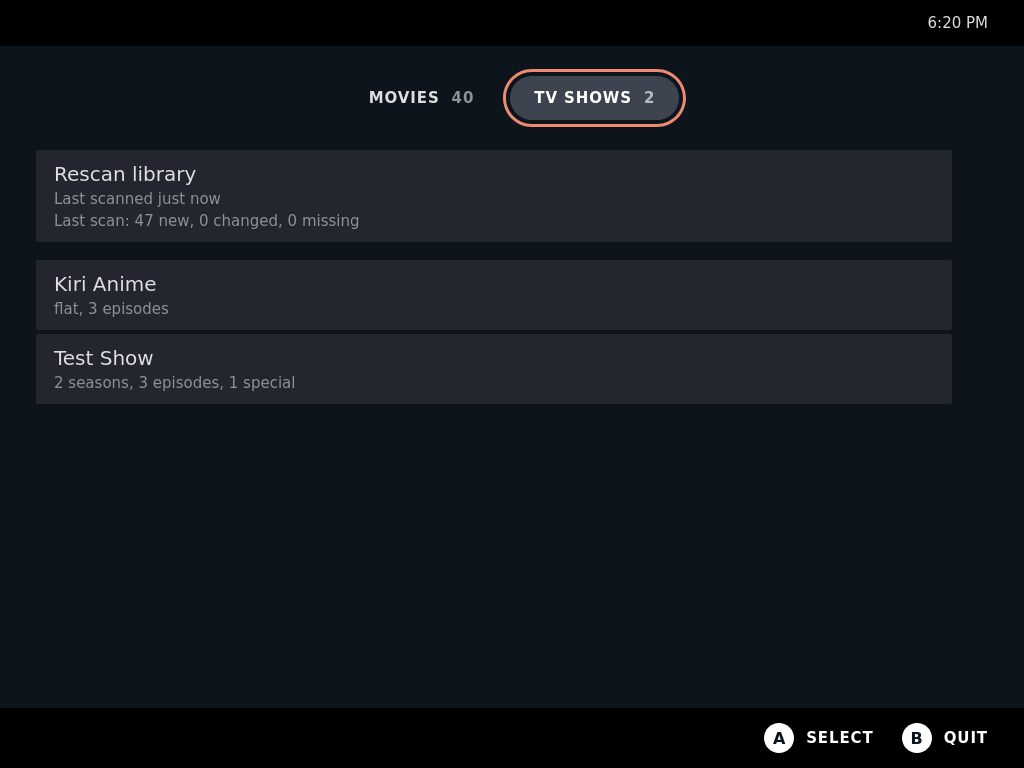 6:20 PM
MOVIES 40 TV SHOWS 2
Rescan library
Last scanned just now
Last scan: 47 new, 0 changed, 0 missing
Kiri Anime
flat, 3 episodes
Test Show
2 seasons, 3 episodes, 1 special
A SELECT B QUIT